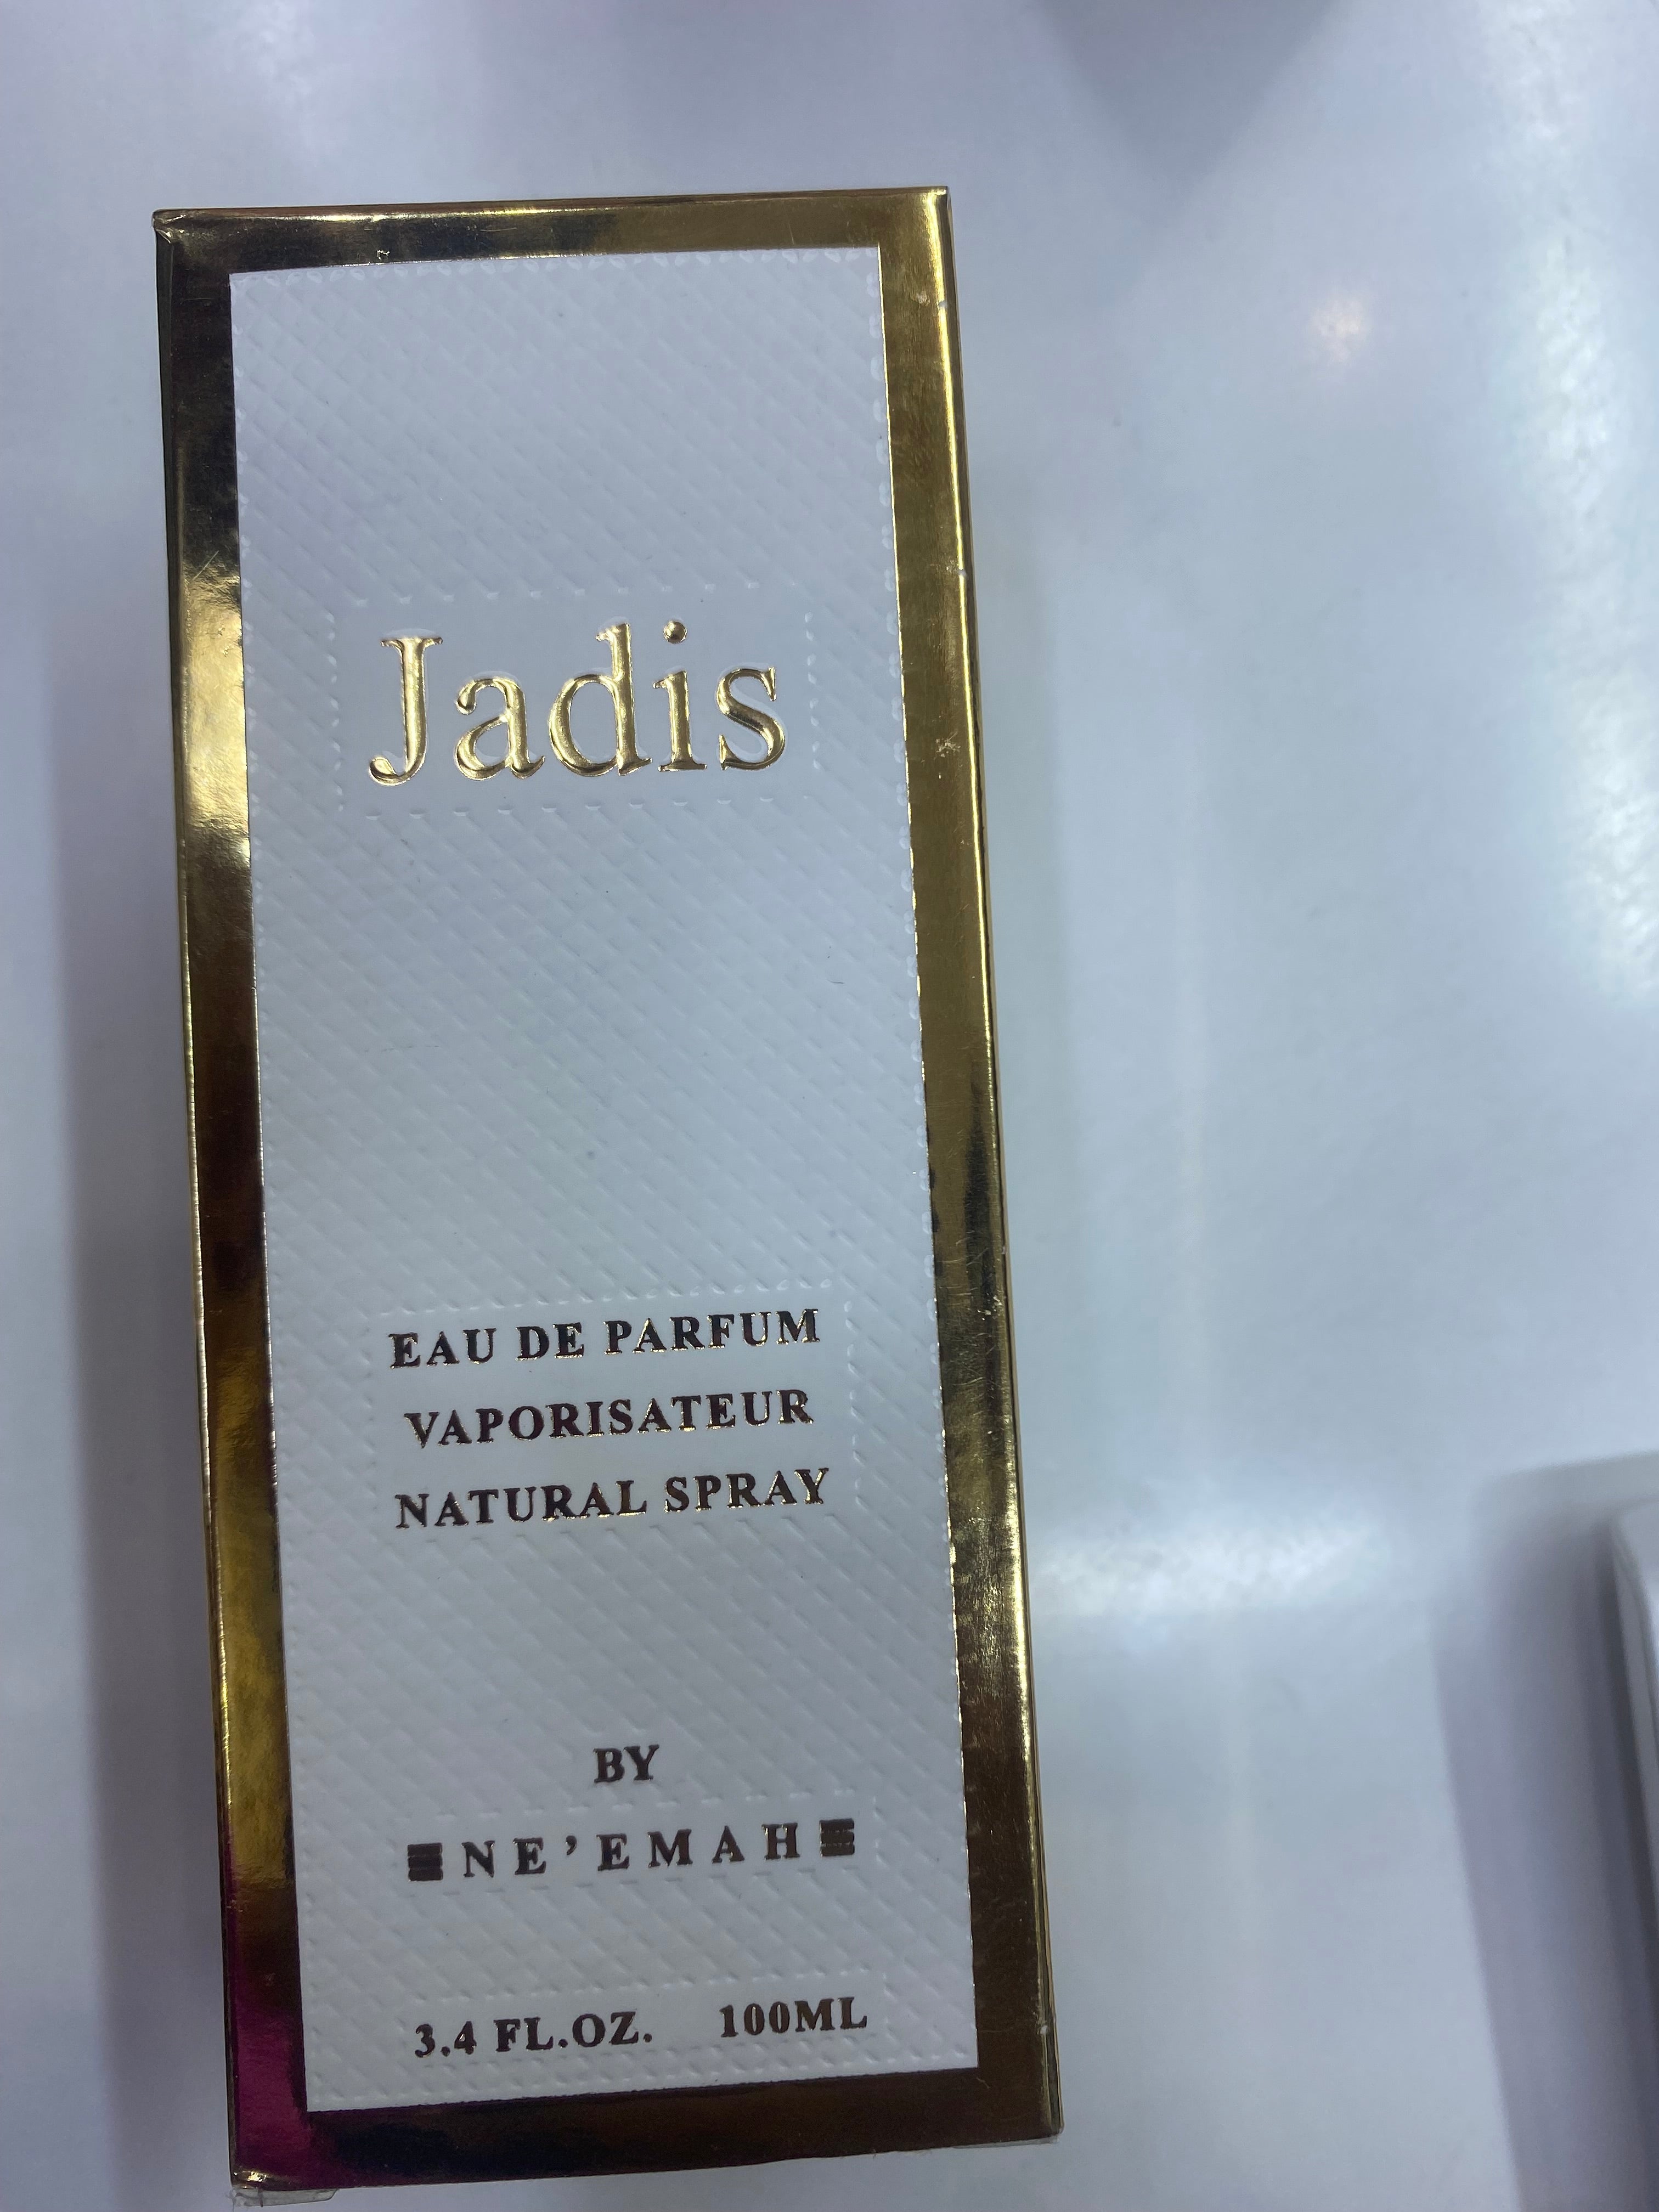 Jadis
EAU DE PARFUM
VAPORISATEUR
NATURAL SPRAY
BY
NE'EMAH
3.4 FL.OZ. 100ML